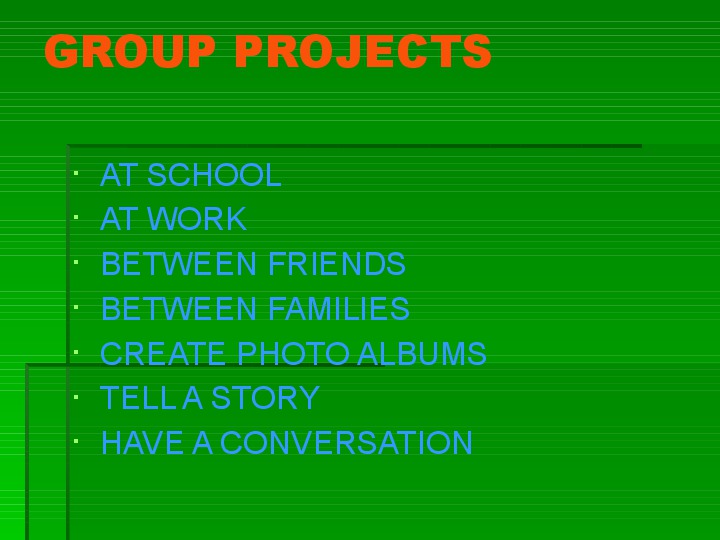 GROUP PROJECTS
AT SCHOOL
AT WORK
BETWEEN FRIENDS
BETWEEN FAMILIES
CREATE PHOTO ALBUMS
TELL A STORY
HAVE A CONVERSATION